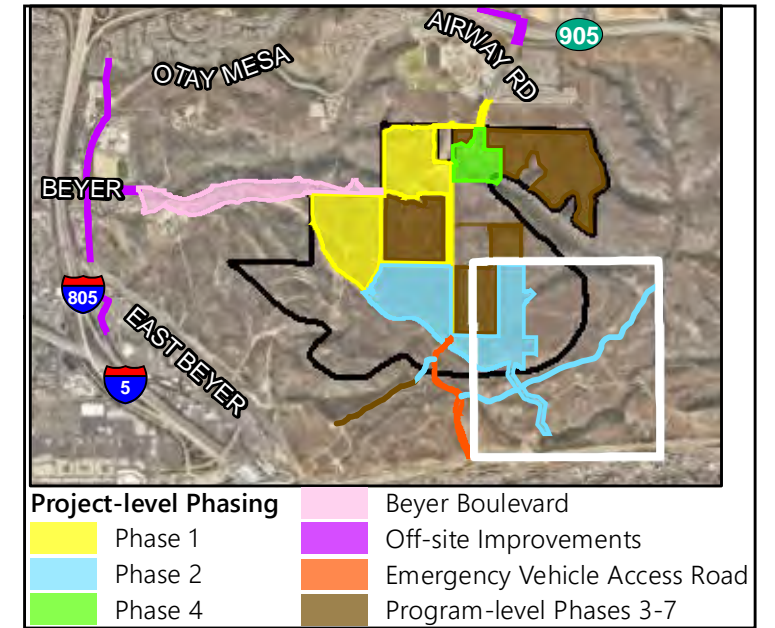 AIRWAY RD
905
OTAY MESA
BEYER
805
EAST BEYER
5
Project-level Phasing
Phase 1
Phase 2
Phase 4
Beyer Boulevard
Off-site Improvements
Emergency Vehicle Access Road
Program-level Phases 3-7